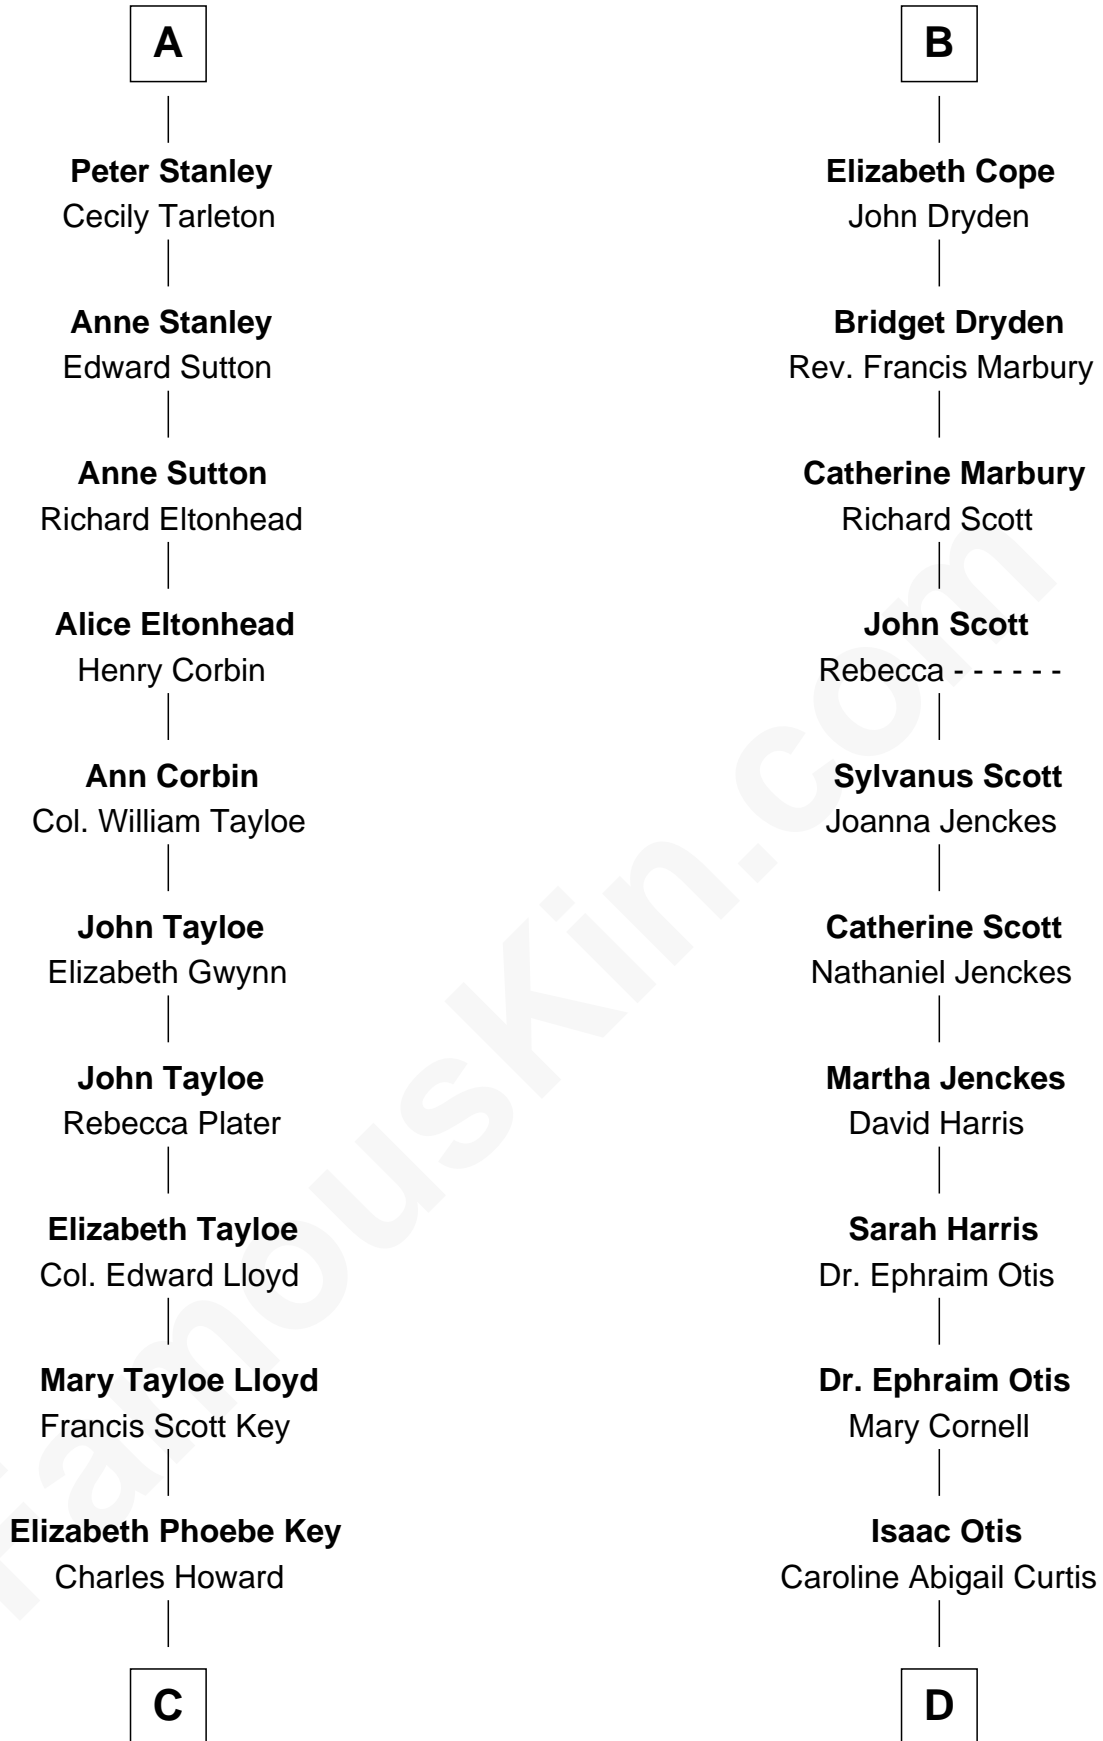 A
Peter Stanley
Cecily Tarleton
Anne Stanley
Edward Sutton
Anne Sutton
Richard Eltonhead
Alice Eltonhead
Henry Corbin
Ann Corbin
Col. William Tayloe
John Tayloe
Elizabeth Gwynn
John Tayloe
Rebecca Plater
Elizabeth Tayloe
Col. Edward Lloyd
Mary Tayloe Lloyd
Francis Scott Key
Elizabeth Phoebe Key
Charles Howard
C
B
Elizabeth Cope
John Dryden
Bridget Dryden
Rev. Francis Marbury
Catherine Marbury
Richard Scott
John Scott
Rebecca - - - - - -
Sylvanus Scott
Joanna Jenckes
Catherine Scott
Nathaniel Jenckes
Martha Jenckes
David Harris
Sarah Harris
Dr. Ephraim Otis
Dr. Ephraim Otis
Mary Cornell
Isaac Otis
Caroline Abigail Curtis
D
FamousKin.com